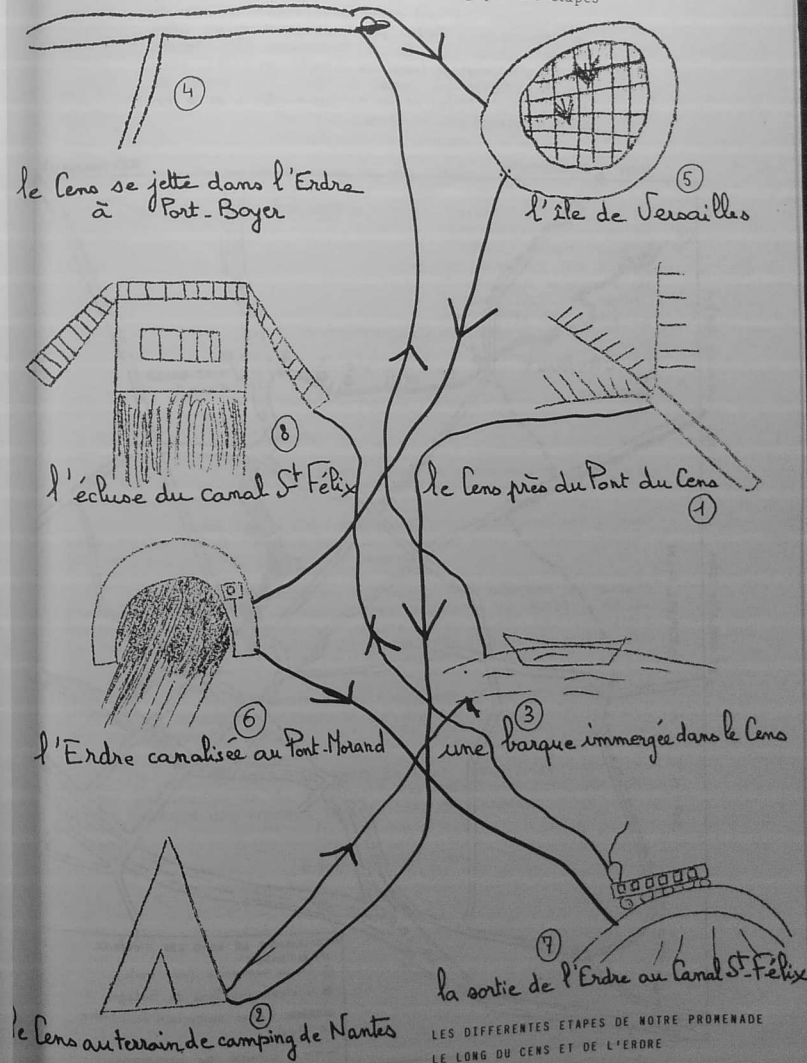 étapes
4
le Cens se jette dans l'Erdre
à Port-Boyer
5
l'île de Versailles
8
l'écluse du canal St Félix
le Cens près du Pont du Cens
1
6
l'Erdre canalisée au Pont-Morand
3
une barque immergée dans le Cens
7
la sortie de l'Erdre au Canal St-Félix
2
le Cens au terrain de camping de Nantes
LES DIFFERENTES ETAPES DE NOTRE PROMENADE
LE LONG DU CENS ET DE L'ERDRE